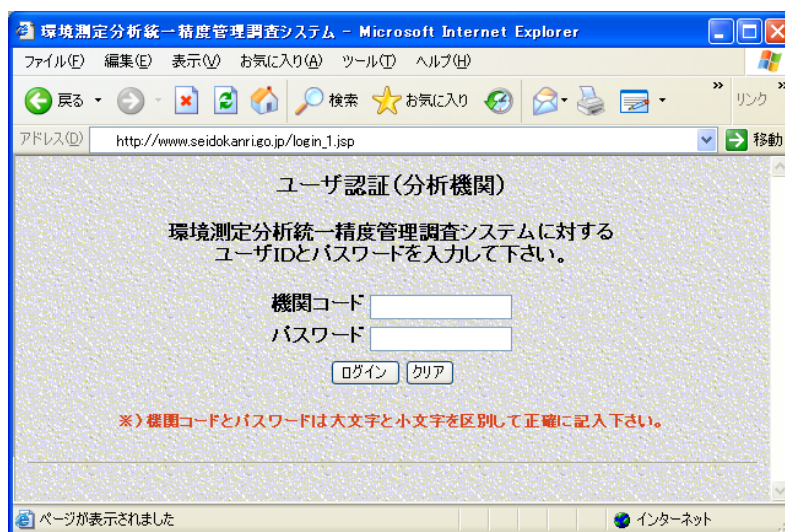 環境測定分析統一精度管理調査システム - Microsoft Internet Explorer
ファイル(F) 編集(E) 表示(V) お気に入り(A) ツール(T) ヘルプ(H)
戻る 検索 お気に入り » リンク »
アドレス(D) http://www.seidokanri.go.jp/login_1.jsp 移動
ユーザ認証(分析機関)
環境測定分析統一精度管理調査システムに対する
ユーザIDとパスワードを入力して下さい。
機関コード
パスワード
ログイン クリア
※)機関コードとパスワードは大文字と小文字を区別して正確に記入下さい。
ページが表示されました インターネット